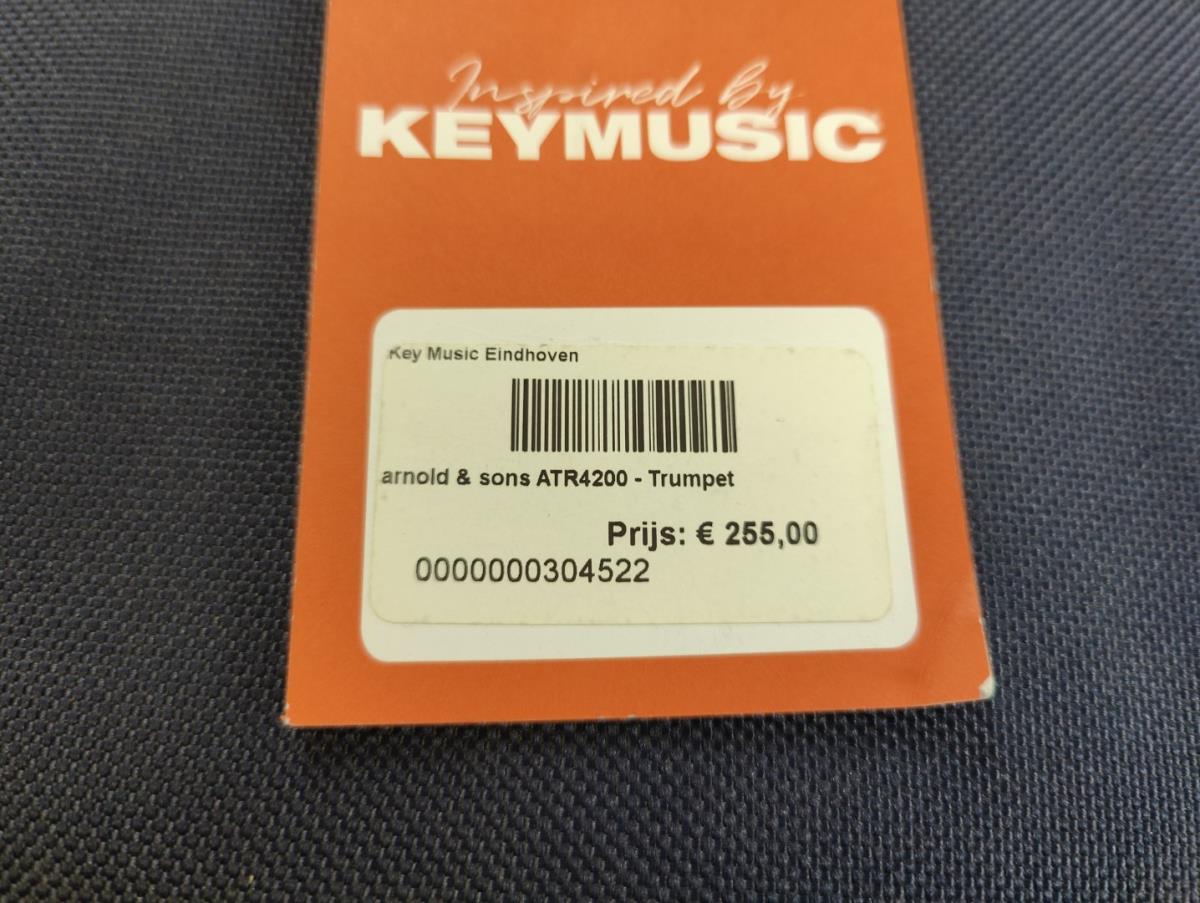 Inspired by
KEYMUSIC
Key Music Eindhoven
arnold & sons ATR4200 - Trumpet
Prijs: € 255,00
0000000304522